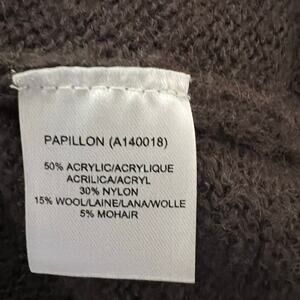 PAPILLON (A140018)
50% ACRYLIC/ACRYLIQUE
ACRILICA/ACRYL
30% NYLON
15% WOOL/LAINE/LANA/WOLLE
5% MOHAIR